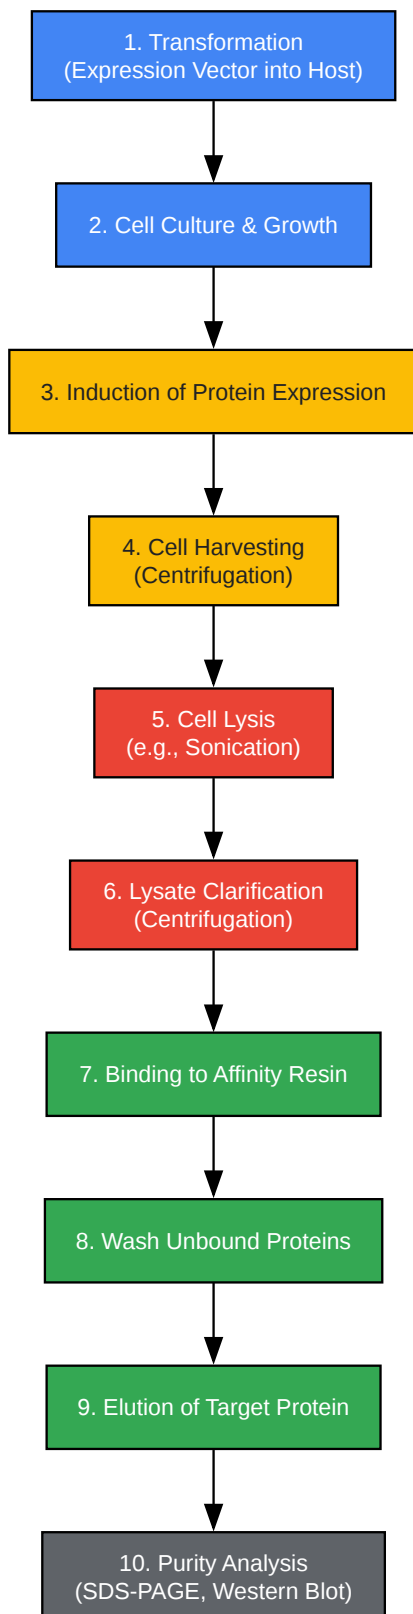 1. Transformation
(Expression Vector into Host)
2. Cell Culture & Growth
3. Induction of Protein Expression
4. Cell Harvesting
(Centrifugation)
5. Cell Lysis
(e.g., Sonication)
6. Lysate Clarification
(Centrifugation)
7. Binding to Affinity Resin
8. Wash Unbound Proteins
9. Elution of Target Protein
10. Purity Analysis
(SDS-PAGE, Western Blot)